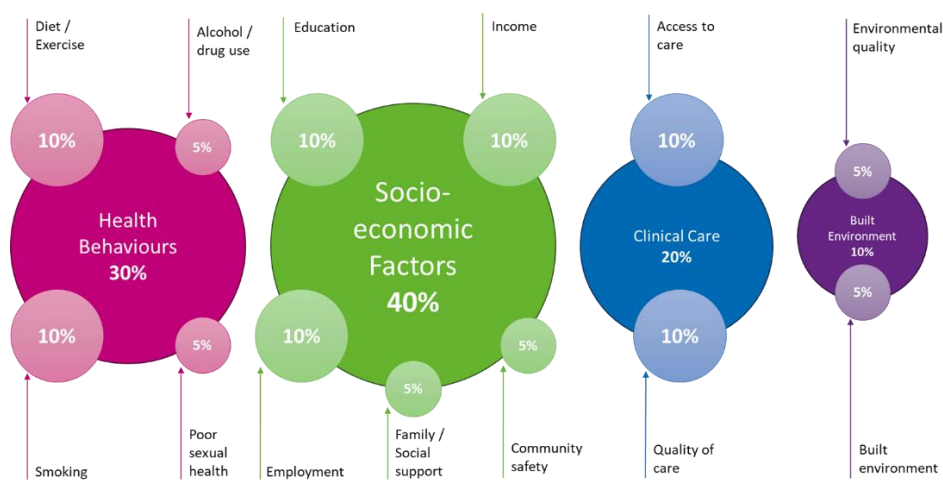 Diet /
Exercise
Alcohol /
drug use
Education
Income
Access to
care
Environmental
quality
10%
5%
10%
10%
10%
5%
Health
Behaviours
30%
Socio-
economic
Factors
40%
Clinical Care
20%
Built
Environment
10%
10%
5%
10%
5%
5%
10%
5%
Smoking
Poor
sexual
health
Employment
Family /
Social
support
Community
safety
Quality of
care
Built
environment